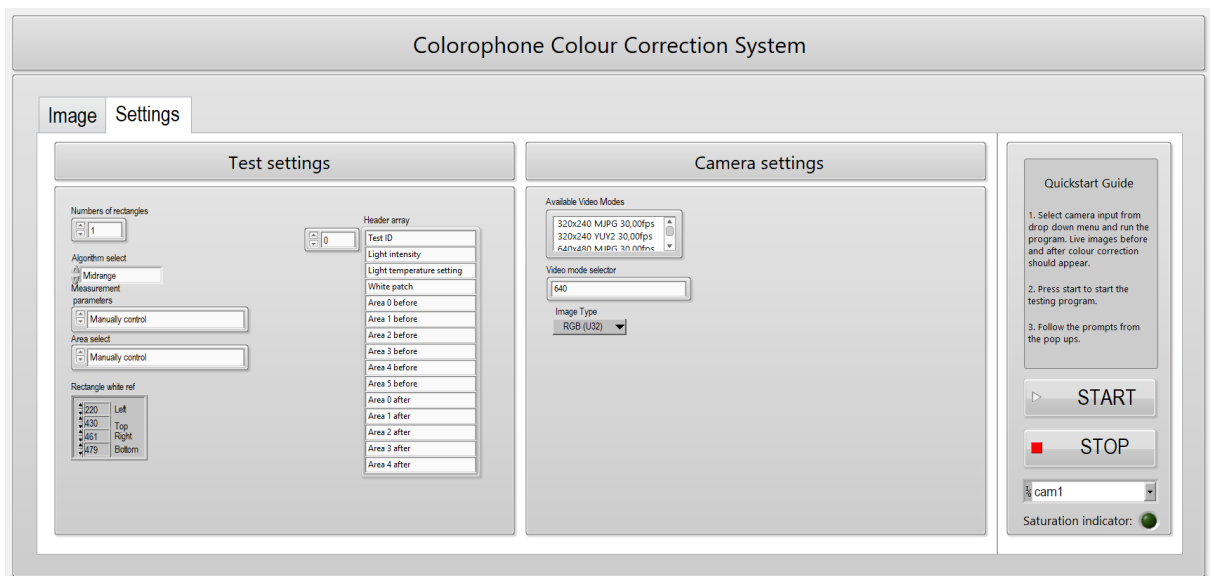 Colorophone Colour Correction System
Image
Settings
Test settings
Numbers of rectangles
1
Algorithm select
Midrange
Measurement
parameters
Manually control
Area select
Manually control
Rectangle white ref
220 Left
430 Top
461 Right
479 Bottom
Header array
0
Test ID
Light intensity
Light temperature setting
White patch
Area 0 before
Area 1 before
Area 2 before
Area 3 before
Area 4 before
Area 5 before
Area 0 after
Area 1 after
Area 2 after
Area 3 after
Area 4 after
Camera settings
Available Video Modes
320x240 MJPG 30,00fps
320x240 YUY2 30,00fps
640x480 MJPG 30,00fps
Video mode selector
640
Image Type
RGB (U32)
Quickstart Guide
1. Select camera input from
drop down menu and run the
program. Live images before
and after colour correction
should appear.
2. Press start to start the
testing program.
3. Follow the prompts from
the pop ups.
START
STOP
cam1
Saturation indicator: